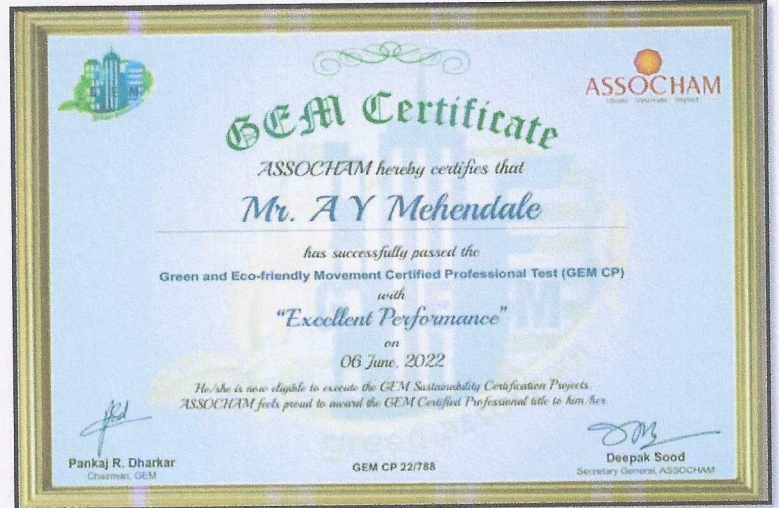 GEM
ASSOCHAM
GEM Certificate
ASSOCHAM hereby certifies that
Mr. A Y Mehendale
has successfully passed the
Green and Eco-friendly Movement Certified Professional Test (GEM CP)
with
"Excellent Performance"
on
06 June, 2022
He/she is now eligible to execute the GEM Sustainability Certification Projects.
ASSOCHAM feels proud to award the GEM Certified Professional title to him/her
Pankaj R. Dharkar
Chairman, GEM
GEM CP 22/788
Deepak Sood
Secretary General, ASSOCHAM